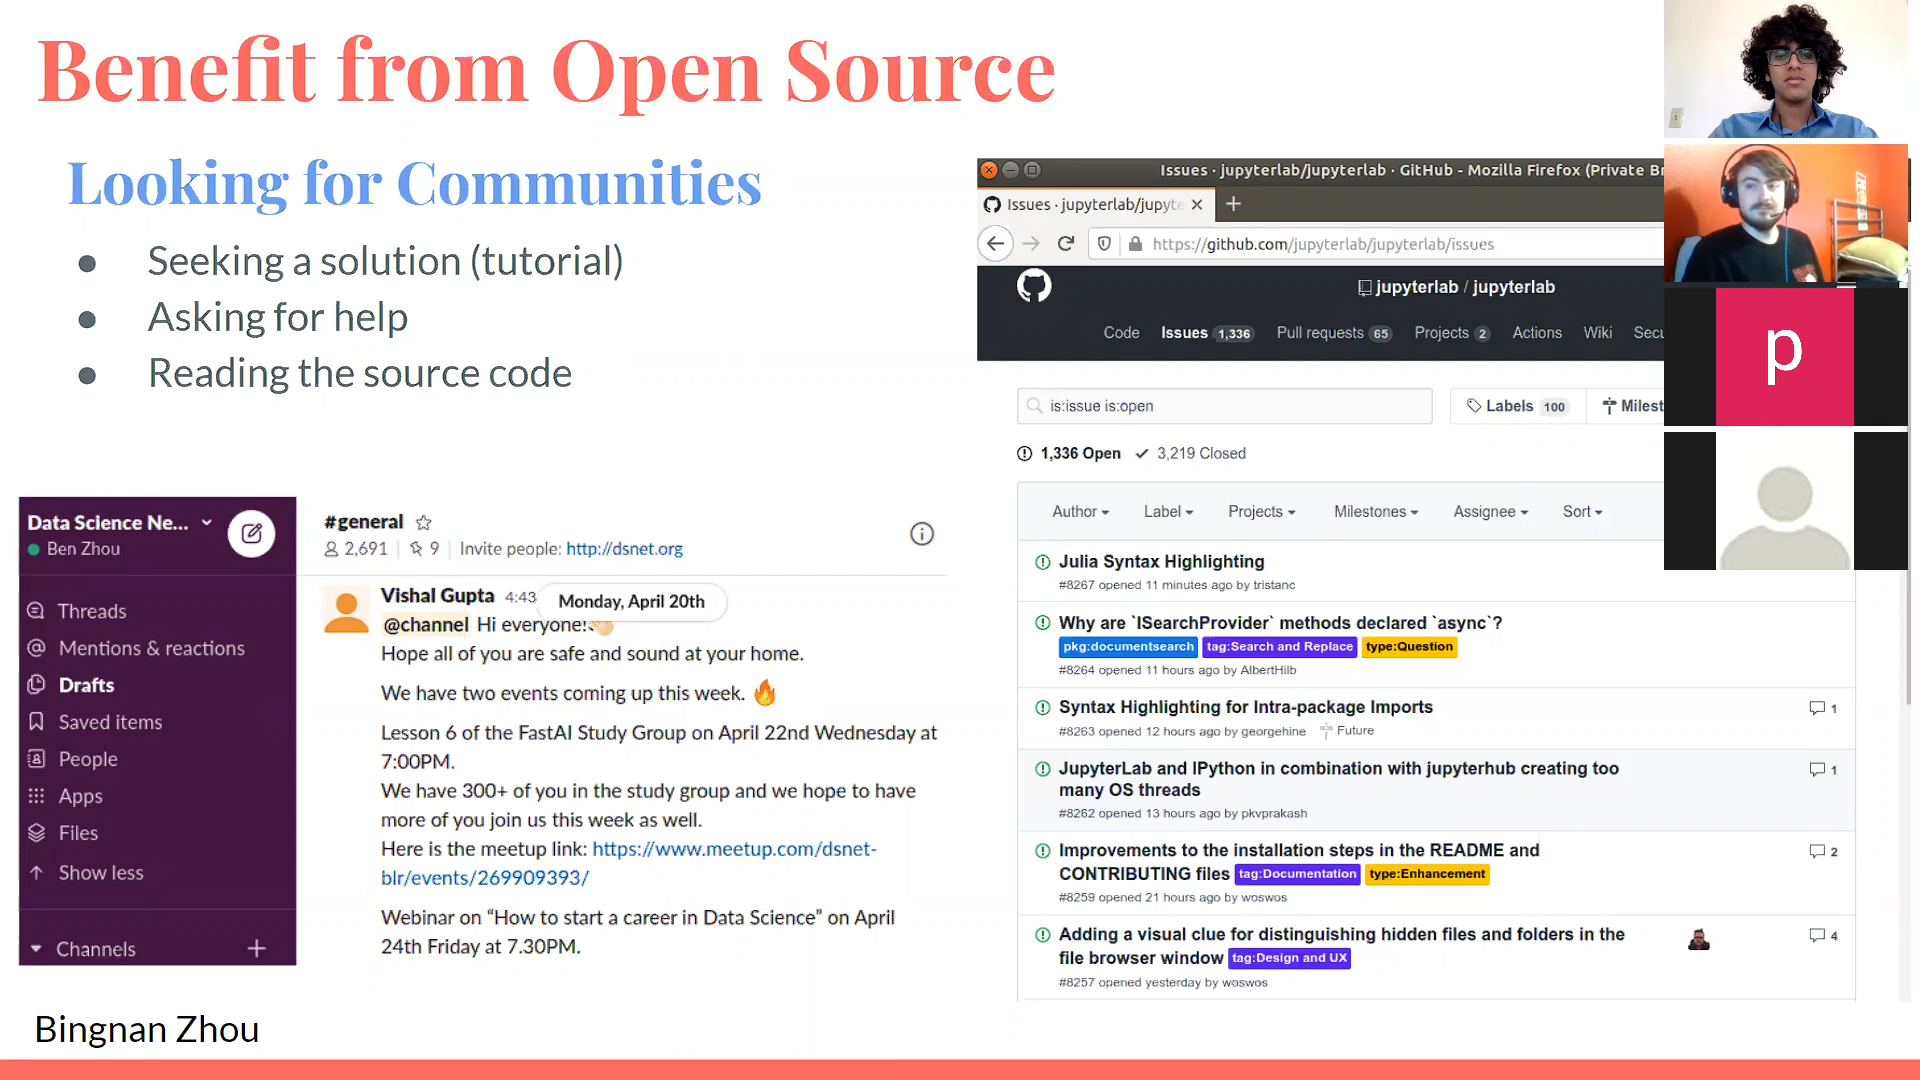 Benefit from Open Source
Looking for Communities
● Seeking a solution (tutorial)
● Asking for help
● Reading the source code
Data Science Ne...
Ben Zhou
Threads
Mentions & reactions
Drafts
Saved items
People
Apps
Files
Show less
Channels +
#general
2,691 | 9 | Invite people: http://dsnet.org
Vishal Gupta 4:43
Monday, April 20th
@channel Hi everyone!
Hope all of you are safe and sound at your home.
We have two events coming up this week.
Lesson 6 of the FastAI Study Group on April 22nd Wednesday at
7:00PM.
We have 300+ of you in the study group and we hope to have
more of you join us this week as well.
Here is the meetup link: https://www.meetup.com/dsnet-
blr/events/269909393/
Webinar on “How to start a career in Data Science” on April
24th Friday at 7.30PM.
Bingnan Zhou
Issues · jupyterlab/jupyterlab · GitHub - Mozilla Firefox (Private Br
Issues · jupyterlab/jupyte
https://github.com/jupyterlab/jupyterlab/issues
jupyterlab / jupyterlab
Code Issues 1,336 Pull requests 65 Projects 2 Actions Wiki Secu
is:issue is:open
Labels 100 Milest
1,336 Open 3,219 Closed
Author Label Projects Milestones Assignee Sort
Julia Syntax Highlighting
#8267 opened 11 minutes ago by tristanc
Why are `ISearchProvider` methods declared `async`?
pkg:documentsearch tag:Search and Replace type:Question
#8264 opened 11 hours ago by AlbertHilb
Syntax Highlighting for Intra-package Imports 1
#8263 opened 12 hours ago by georgehine Future
JupyterLab and IPython in combination with jupyterhub creating too 1
many OS threads
#8262 opened 13 hours ago by pkvprakash
Improvements to the installation steps in the README and 2
CONTRIBUTING files tag:Documentation type:Enhancement
#8259 opened 21 hours ago by woswos
Adding a visual clue for distinguishing hidden files and folders in the 4
file browser window tag:Design and UX
#8257 opened yesterday by woswos
p